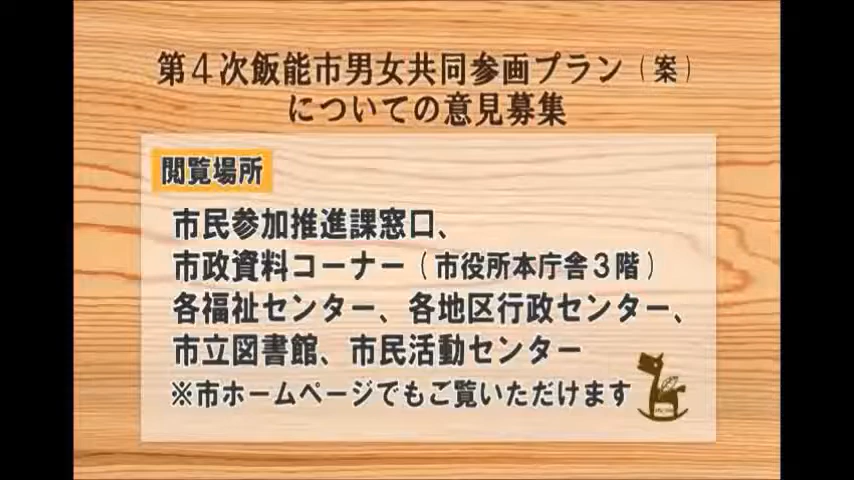 第４次飯能市男女共同参画プラン（案）
についての意見募集
閲覧場所
市民参加推進課窓口、
市政資料コーナー（市役所本庁舎３階）
各福祉センター、各地区行政センター、
市立図書館、市民活動センター
※市ホームページでもご覧いただけます